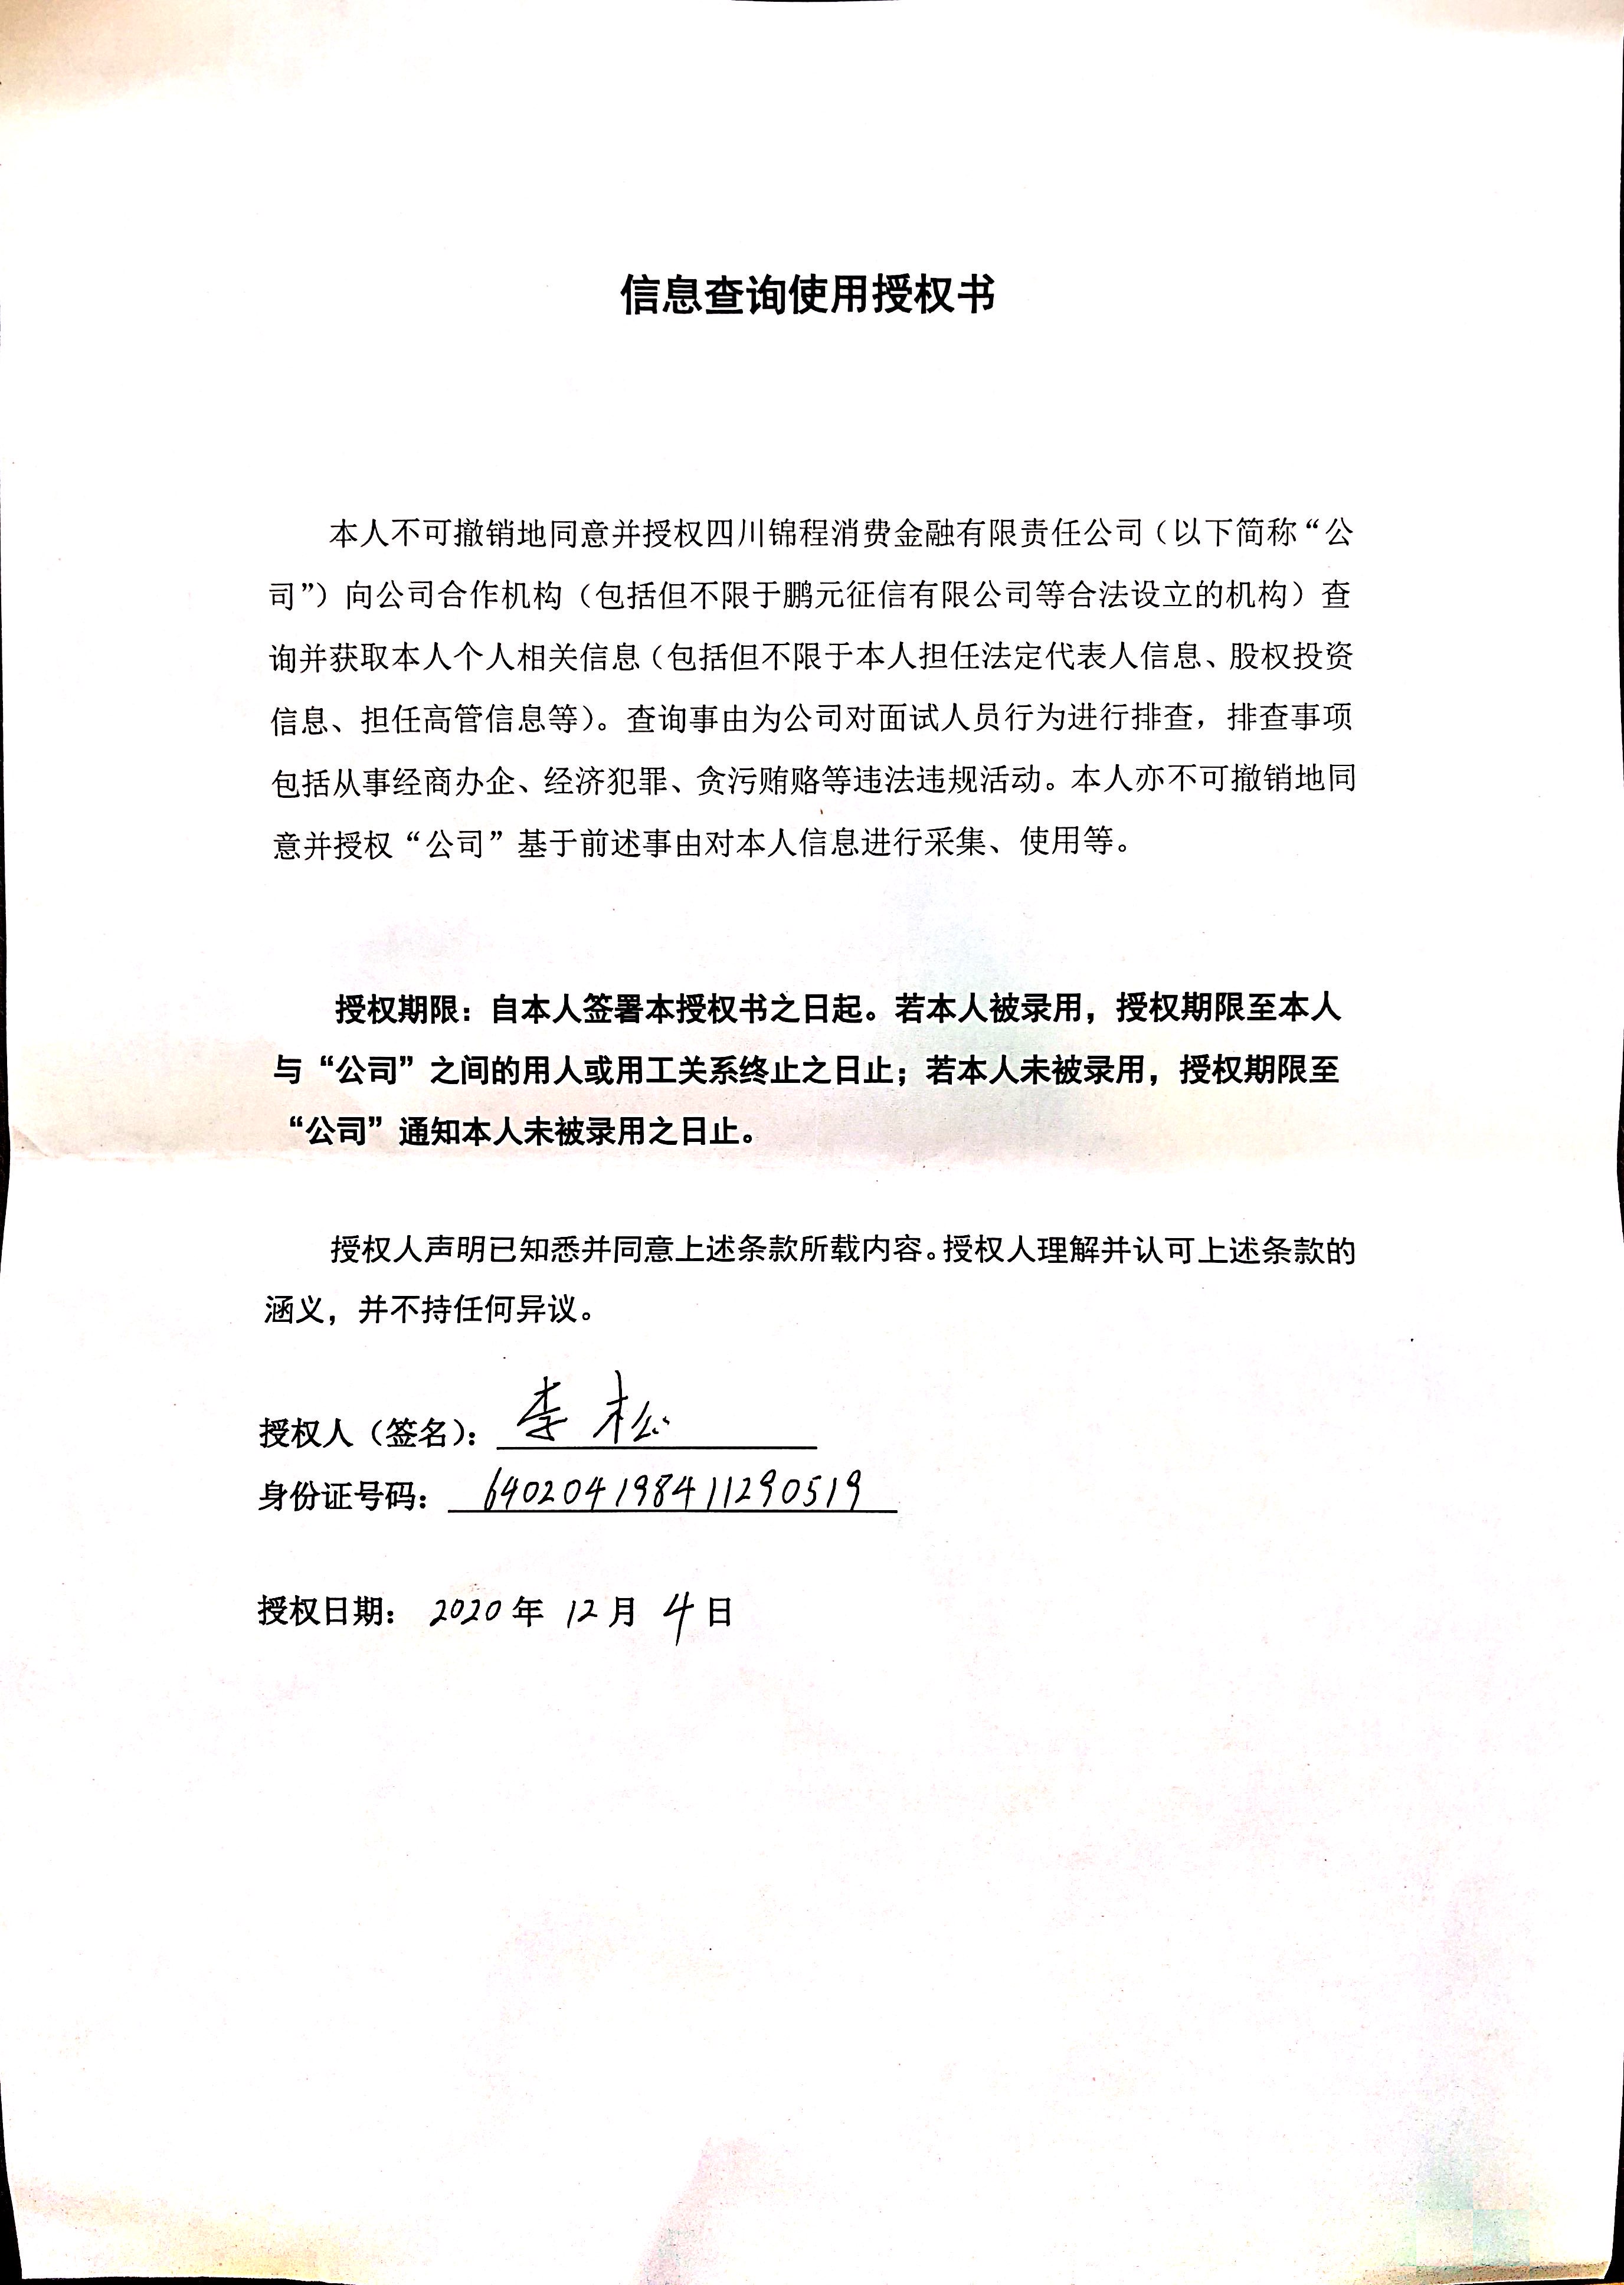 信息查询使用授权书
本人不可撤销地同意并授权四川锦程消费金融有限责任公司（以下简称“公
司”）向公司合作机构（包括但不限于鹏元征信有限公司等合法设立的机构）查
询并获取本人个人相关信息（包括但不限于本人担任法定代表人信息、股权投资
信息、担任高管信息等）。查询事由为公司对面试人员行为进行排查，排查事项
包括从事经商办企、经济犯罪、贪污贿赂等违法违规活动。本人亦不可撤销地同
意并授权“公司”基于前述事由对本人信息进行采集、使用等。
授权期限：自本人签署本授权书之日起。若本人被录用，授权期限至本人
与“公司”之间的用人或用工关系终止之日止；若本人未被录用，授权期限至
“公司”通知本人未被录用之日止。
授权人声明已知悉并同意上述条款所载内容。授权人理解并认可上述条款的
涵义，并不持任何异议。
授权人（签名）：李松
身份证号码：640204198411290519
授权日期：2020年12月4日